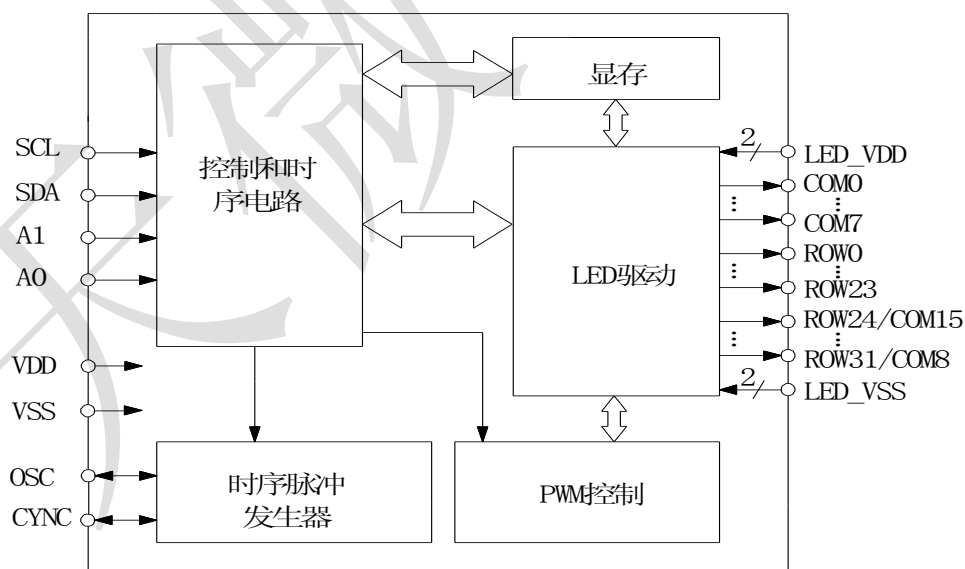 显存
SCL
SDA
A1
A0
VDD
VSS
OSC
CYNC
控制和时
序电路
LED驱动
时序脉冲
发生器
PWM控制
2
LED_VDD
COM0
COM7
ROW0
ROW23
ROW24/COM15
ROW31/COM8
2
LED_VSS
天微